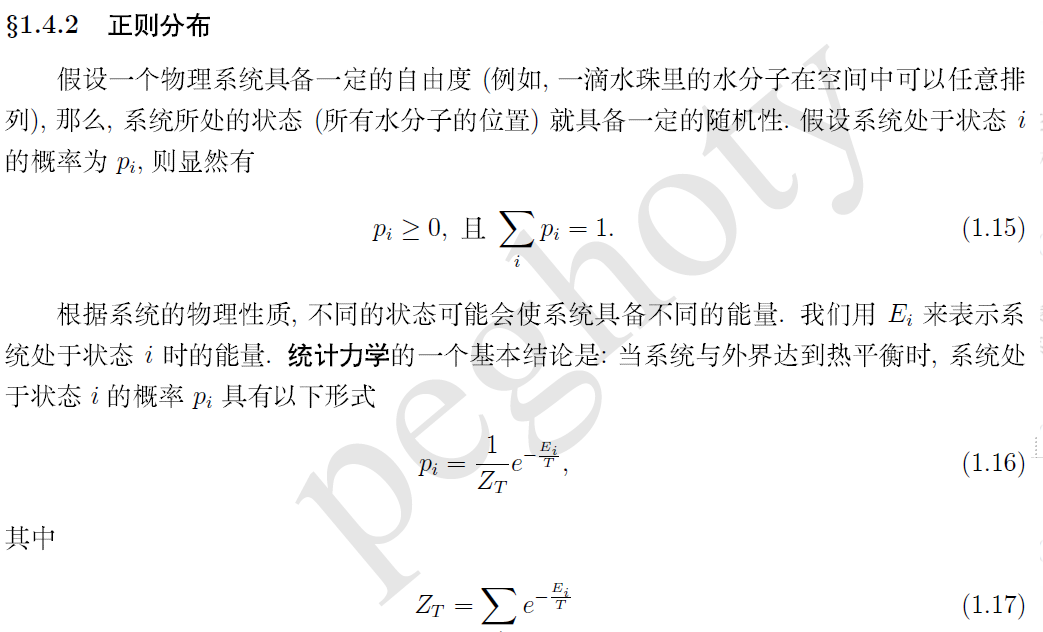 §1.4.2 正则分布
假设一个物理系统具备一定的自由度 (例如, 一滴水珠里的水分子在空间中可以任意排
列), 那么, 系统所处的状态 (所有水分子的位置) 就具备一定的随机性. 假设系统处于状态 i
的概率为 p_i, 则显然有
p_i ≥ 0, 且 ∑_i p_i = 1. (1.15)
根据系统的物理性质, 不同的状态可能会使系统具备不同的能量. 我们用 E_i 来表示系
统处于状态 i 时的能量. 统计力学的一个基本结论是: 当系统与外界达到热平衡时, 系统处
于状态 i 的概率 p_i 具有以下形式
p_i = \frac{1}{Z_T} e^{-\frac{E_i}{T}}, (1.16)
其中
Z_T = ∑ e^{-\frac{E_i}{T}} (1.17)
peghoty